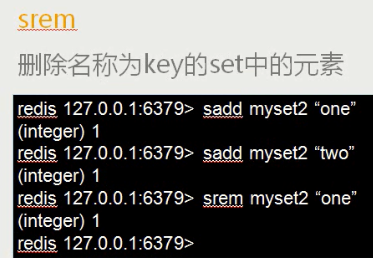 srem
删除名称为key的set中的元素
redis 127.0.0.1:6379> sadd myset2 “one”
(integer) 1
redis 127.0.0.1:6379> sadd myset2 “two”
(integer) 1
redis 127.0.0.1:6379> srem myset2 “one”
(integer) 1
redis 127.0.0.1:6379>